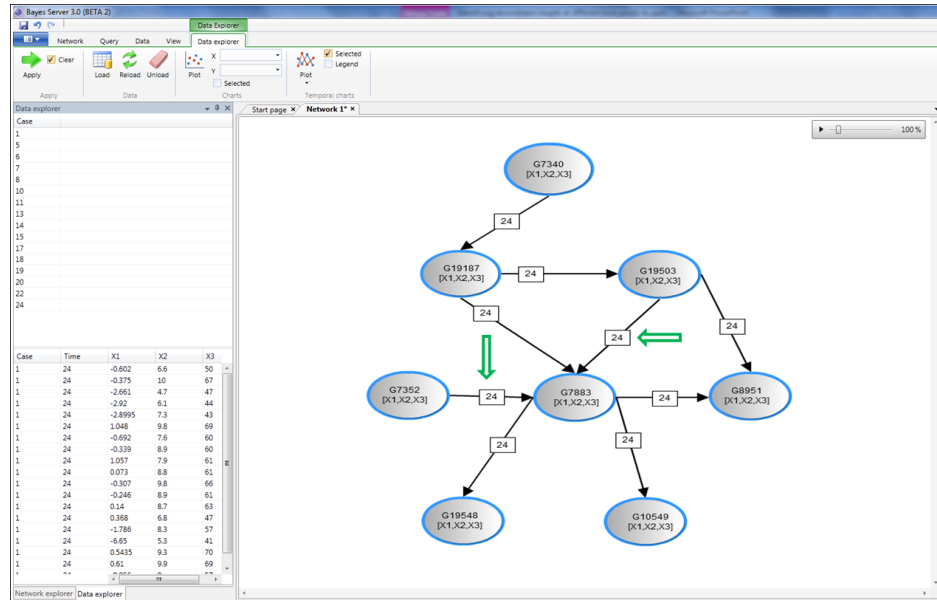 Bayes Server 3.0 (BETA 2)
Data Explorer
Network Query Data View Data explorer
Apply Clear Load Reload Unload Plot X Y Selected Plot Selected Legend
Apply Data Charts Temporal charts
Data explorer
Start page × Network 1* ×
Case
1
5
6
7
8
10
11
13
14
15
17
18
19
20
22
24
100%
G7340
[X1,X2,X3]
24
G19187
[X1,X2,X3]
24
G19503
[X1,X2,X3]
24
24
24
G7352
[X1,X2,X3]
24
G7883
[X1,X2,X3]
24
G8951
[X1,X2,X3]
24
24
G19548
[X1,X2,X3]
G10549
[X1,X2,X3]
Case Time X1 X2 X3
1 24 -0.602 6.6 50
1 24 -0.375 10 67
1 24 -2.661 4.7 47
1 24 -2.92 6.1 44
1 24 -2.8995 7.3 43
1 24 1.048 9.8 69
1 24 -0.692 7.6 60
1 24 -0.339 8.9 60
1 24 1.057 7.9 61
1 24 0.073 8.8 61
1 24 -0.307 9.8 66
1 24 -0.246 8.9 61
1 24 0.14 8.7 63
1 24 0.368 6.8 47
1 24 -1.786 8.3 57
1 24 -6.65 5.3 41
1 24 0.5435 9.3 70
1 24 0.61 9.9 69
Network explorer Data explorer